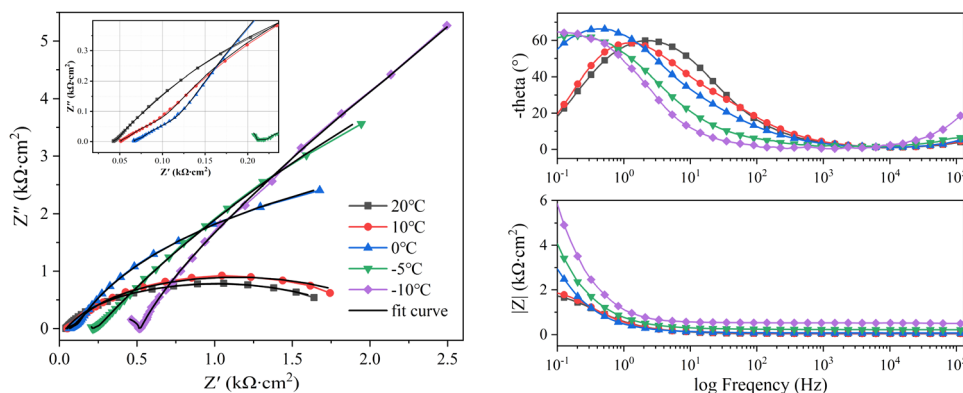 5
4
3
2
1
0
Z″ (kΩ·cm²)
0.0 0.5 1.0 1.5 2.0 2.5
Z′ (kΩ·cm²)
0.3
0.2
0.1
0.0
Z″ (kΩ·cm²)
0.05 0.10 0.15 0.20
Z′ (kΩ·cm²)
20℃
10℃
0℃
-5℃
-10℃
fit curve
80
60
40
20
0
-theta (°)
10⁻¹ 10⁰ 10¹ 10² 10³ 10⁴ 10⁵
6
4
2
0
|Z| (kΩ·cm²)
10⁻¹ 10⁰ 10¹ 10² 10³ 10⁴ 10⁵
log Freqency (Hz)